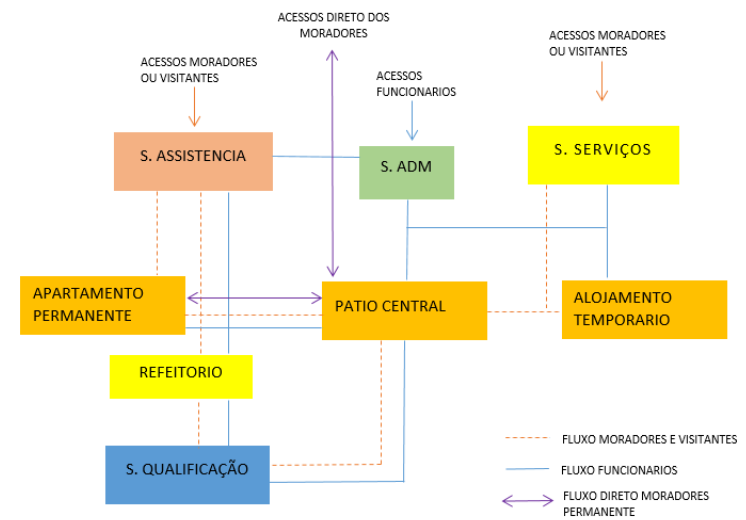 ACESSOS DIRETO DOS
MORADORES
ACESSOS MORADORES
OU VISITANTES
ACESSOS
FUNCIONARIOS
ACESSOS MORADORES
OU VISITANTES
S. ASSISTENCIA
S. ADM
S. SERVIÇOS
APARTAMENTO
PERMANENTE
PATIO CENTRAL
ALOJAMENTO
TEMPORARIO
REFEITORIO
S. QUALIFICAÇÃO
FLUXO MORADORES E VISITANTES
FLUXO FUNCIONARIOS
FLUXO DIRETO MORADORES
PERMANENTE